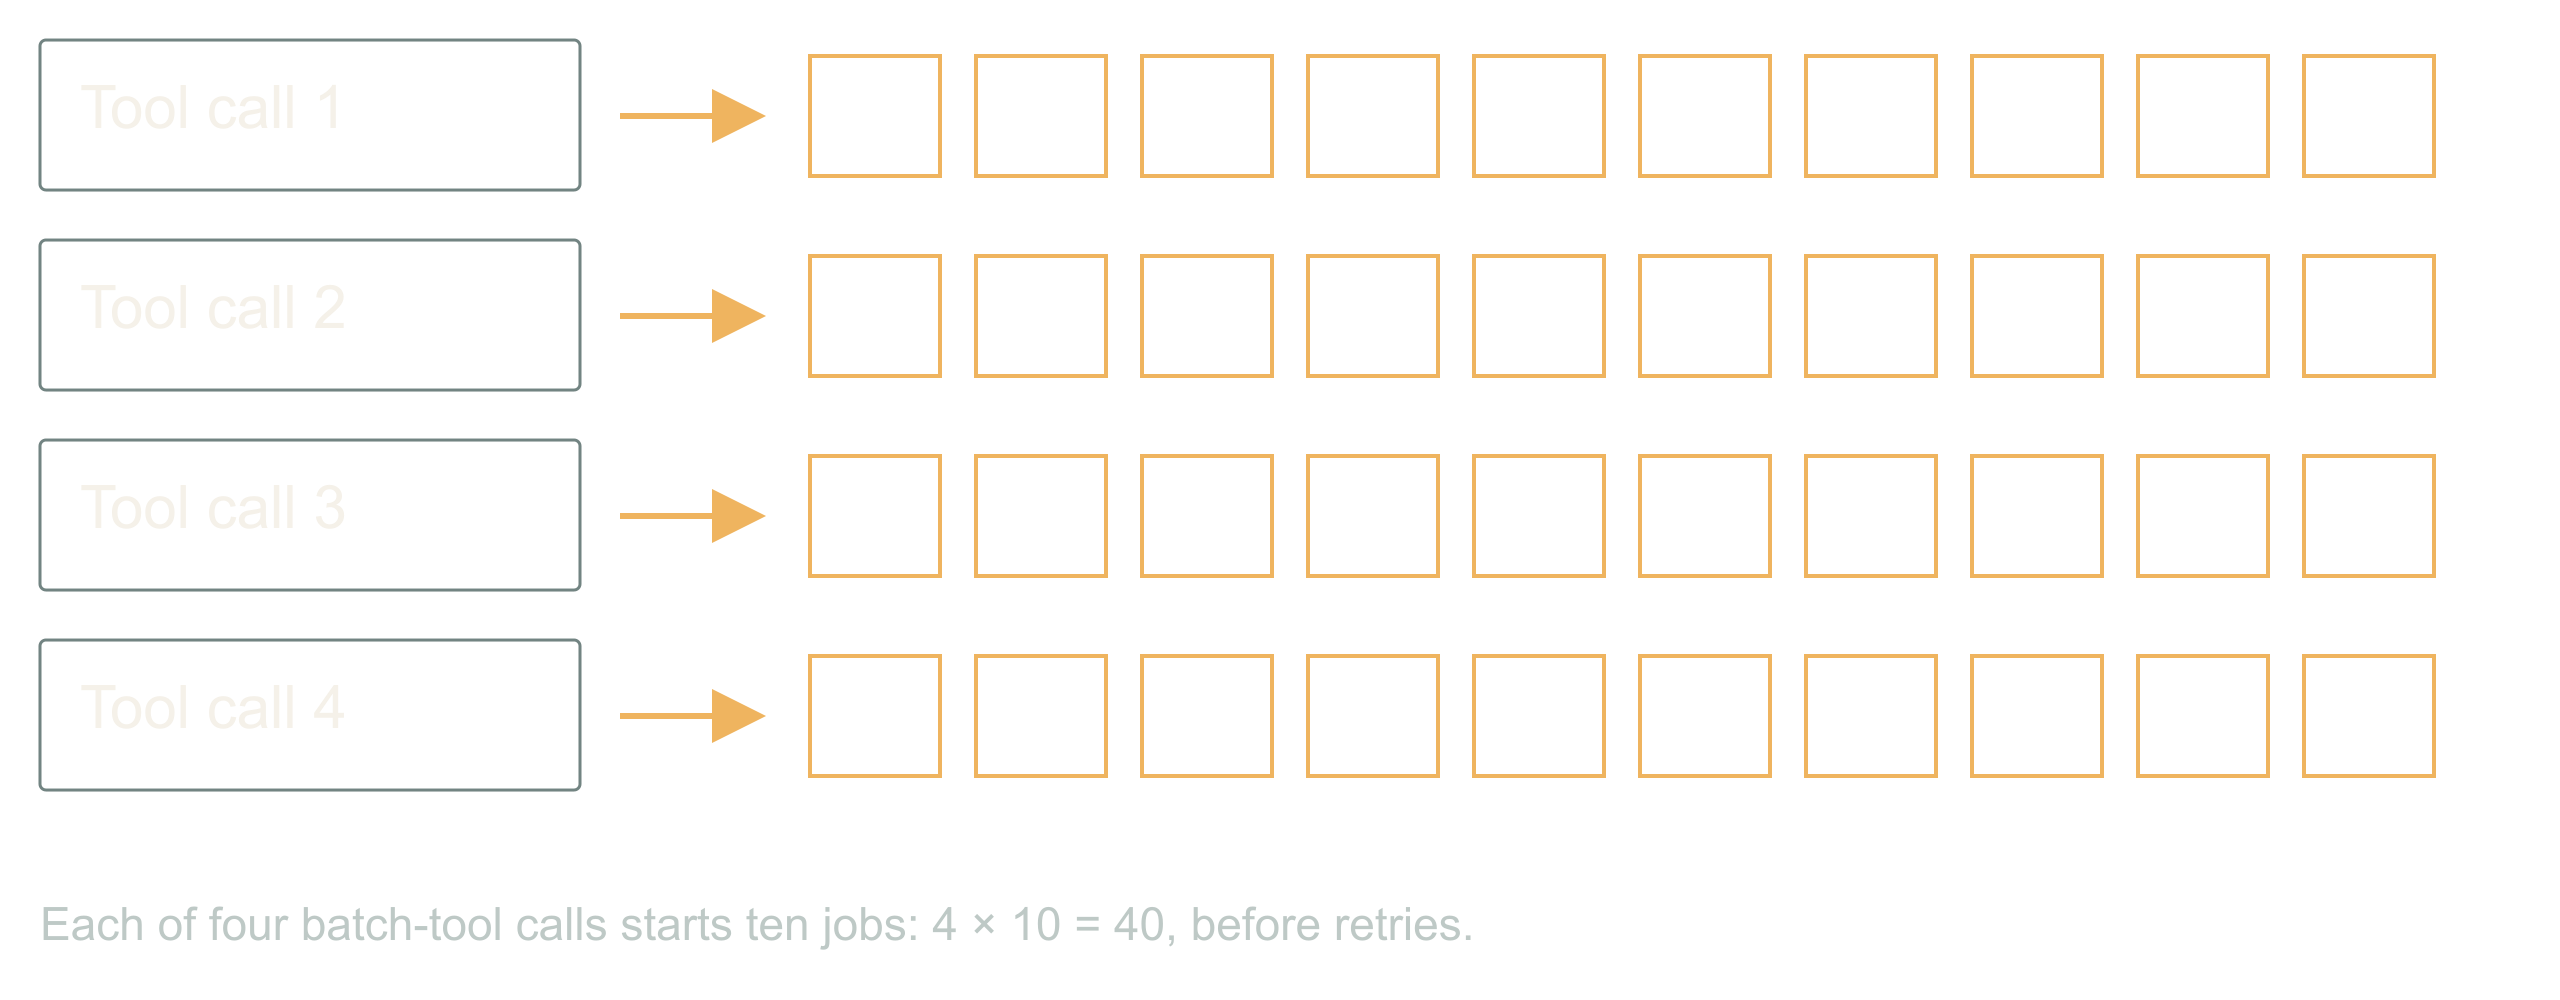 Tool call 1
Tool call 2
Tool call 3
Tool call 4
Each of four batch-tool calls starts ten jobs: 4 × 10 = 40, before retries.